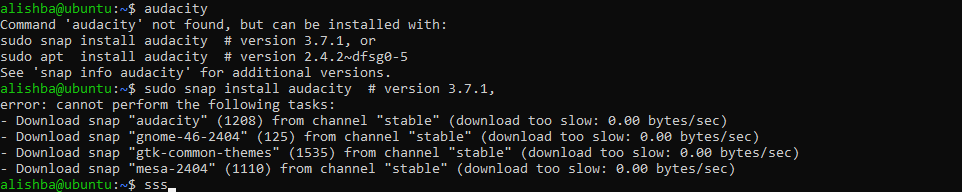 alishba@ubuntu:~$ audacity
Command 'audacity' not found, but can be installed with:
sudo snap install audacity  # version 3.7.1, or
sudo apt  install audacity  # version 2.4.2~dfsg0-5
See 'snap info audacity' for additional versions.
alishba@ubuntu:~$ sudo snap install audacity  # version 3.7.1,
error: cannot perform the following tasks:
- Download snap "audacity" (1208) from channel "stable" (download too slow: 0.00 bytes/sec)
- Download snap "gnome-46-2404" (125) from channel "stable" (download too slow: 0.00 bytes/sec)
- Download snap "gtk-common-themes" (1535) from channel "stable" (download too slow: 0.00 bytes/sec)
- Download snap "mesa-2404" (1110) from channel "stable" (download too slow: 0.00 bytes/sec)
alishba@ubuntu:~$ sss